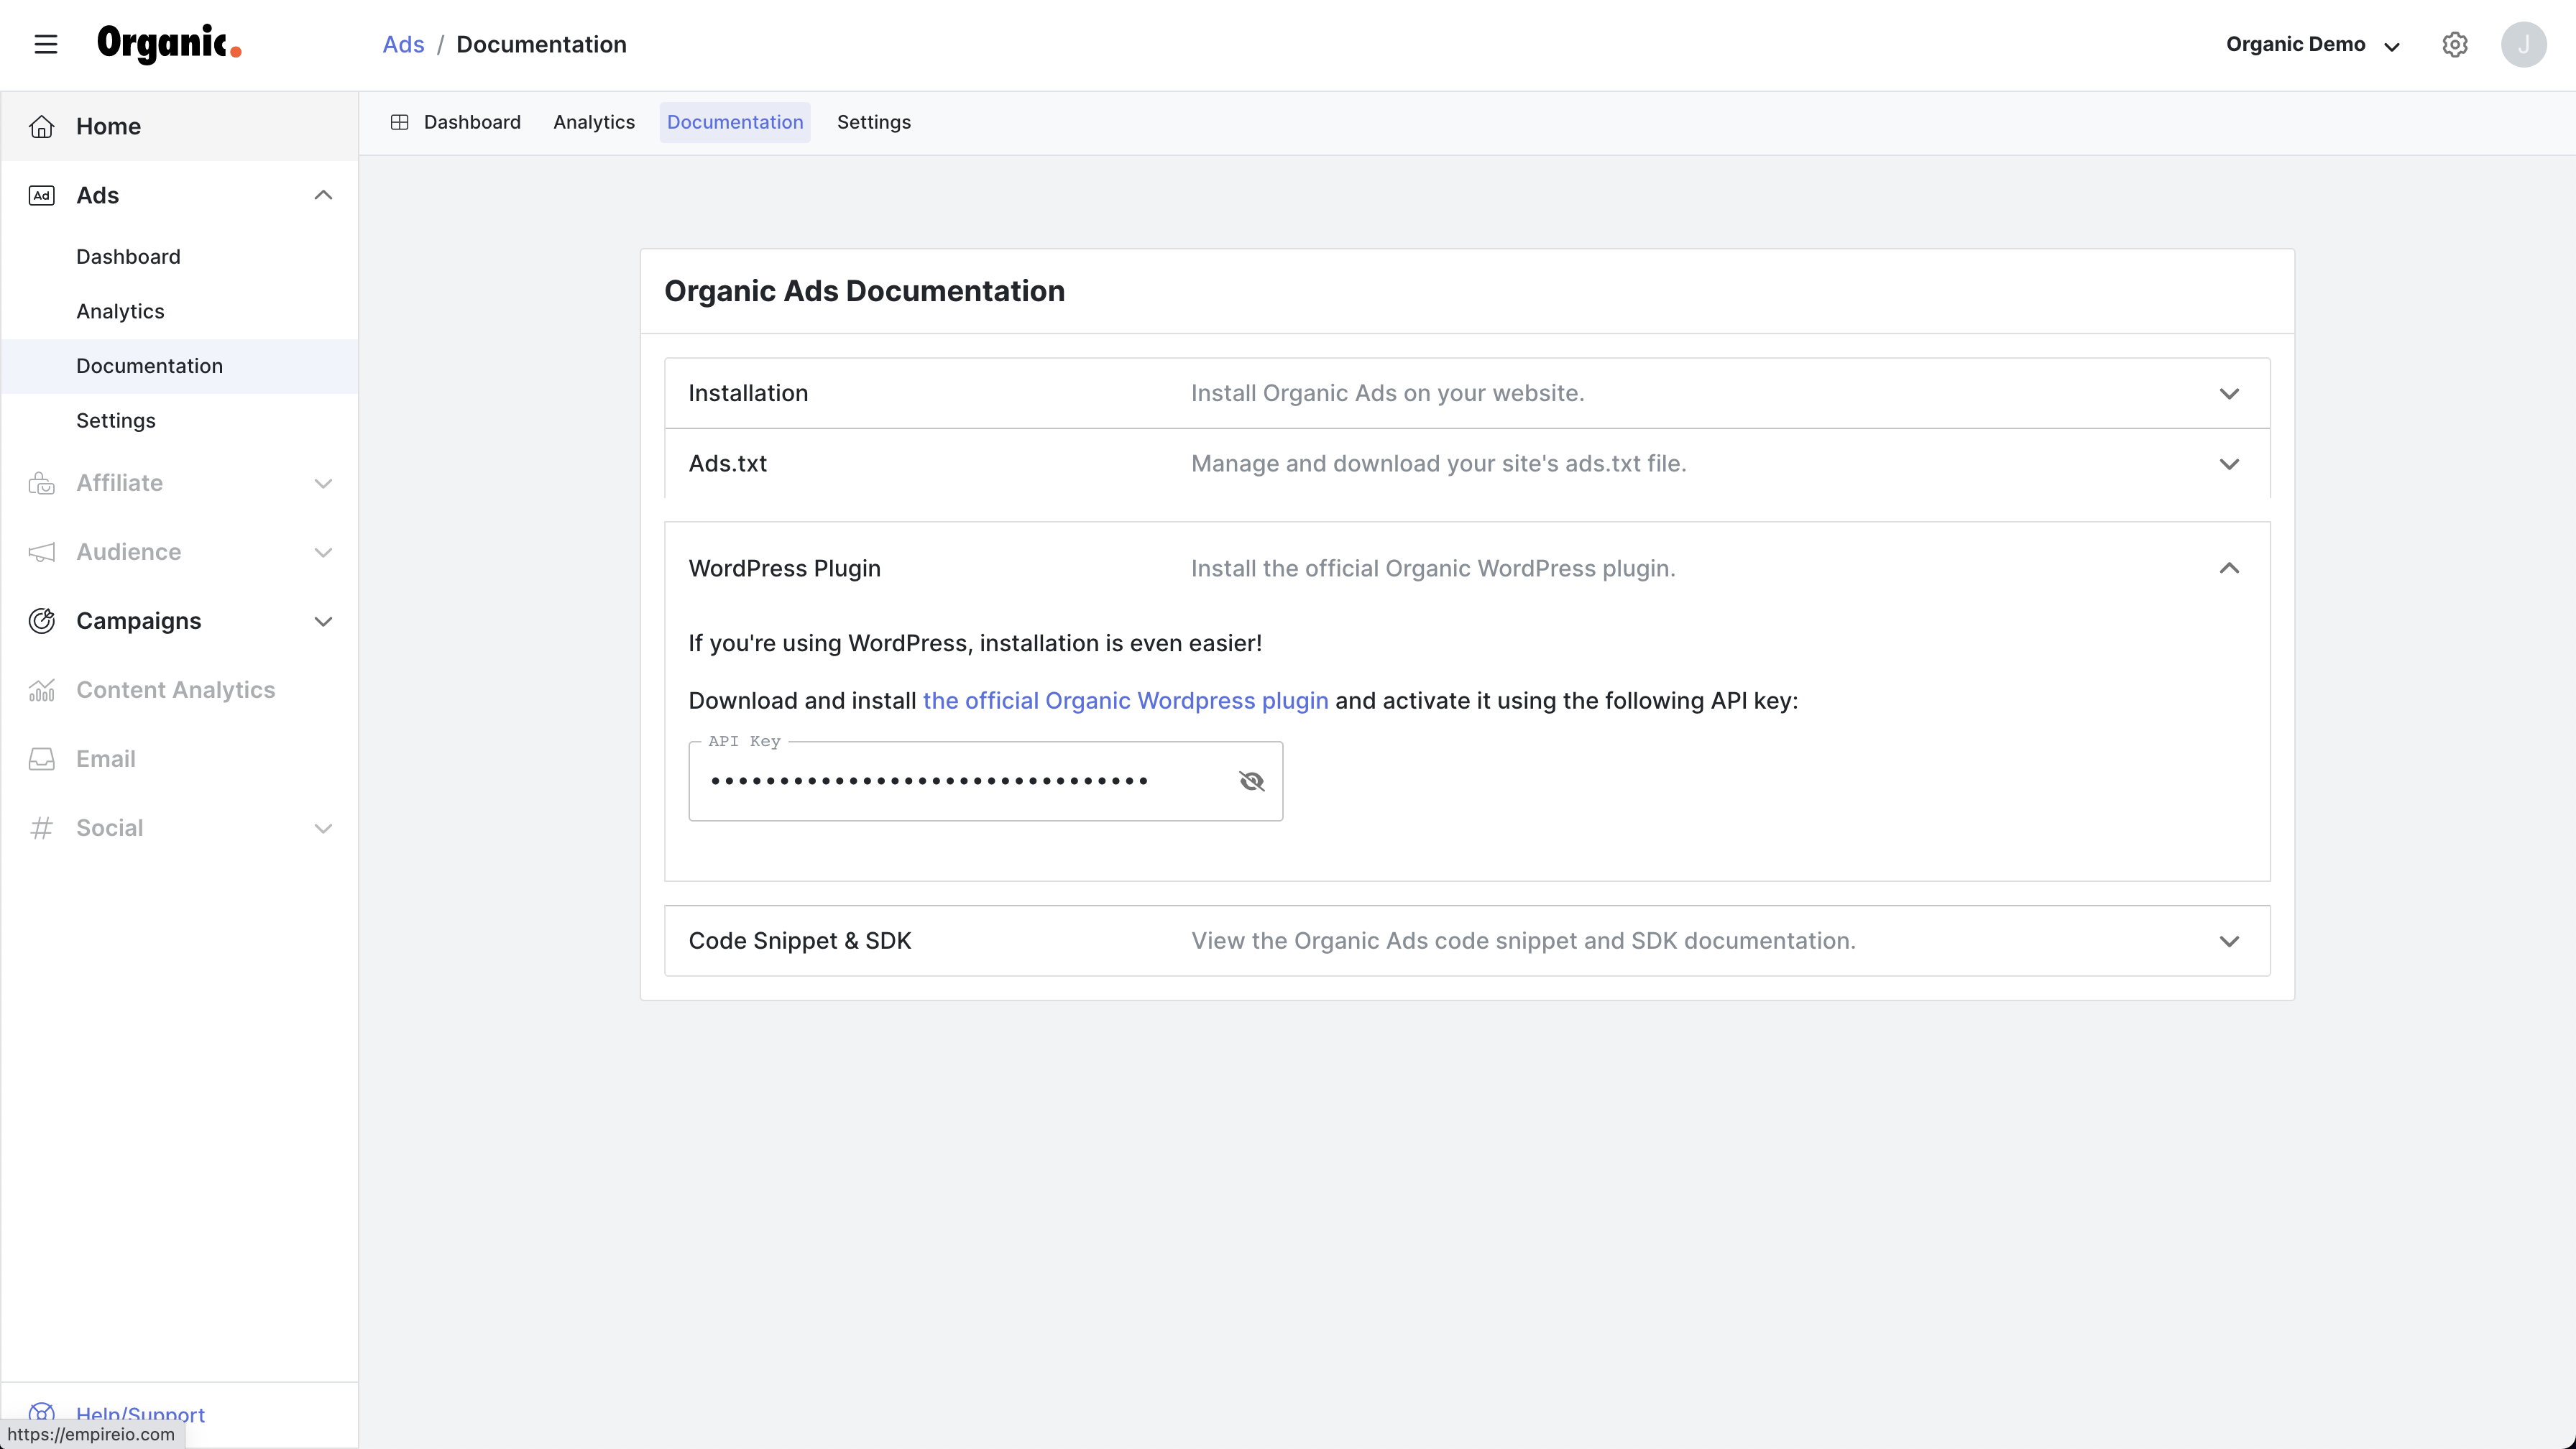 Organic.
Ads / Documentation
Organic Demo
J
Home
Ad
Ads
Dashboard
Analytics
Documentation
Settings
Affiliate
Audience
Campaigns
Content Analytics
Email
Social
Help/Support
https://empireio.com
Dashboard
Analytics
Documentation
Settings
Organic Ads Documentation
Installation
Install Organic Ads on your website.
Ads.txt
Manage and download your site's ads.txt file.
WordPress Plugin
Install the official Organic WordPress plugin.
If you're using WordPress, installation is even easier!
Download and install the official Organic Wordpress plugin and activate it using the following API key:
API Key
••••••••••••••••••••••••••••••••
Code Snippet & SDK
View the Organic Ads code snippet and SDK documentation.